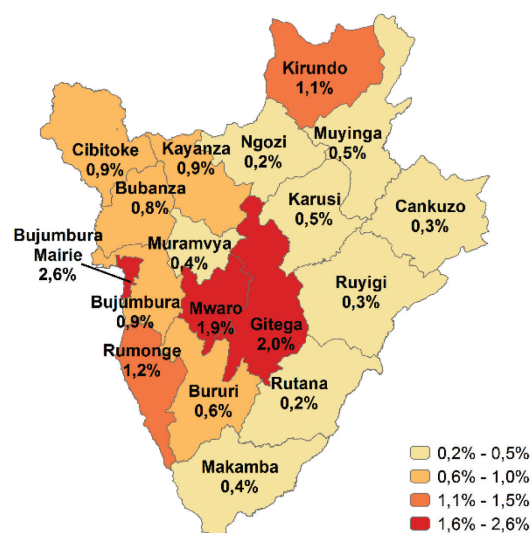 Kirundo
1,1%
Ngozi
0,2%
Muyinga
0,5%
Cibitoke
0,9%
Kayanza
0,9%
Bubanza
0,8%
Karusi
0,5%
Cankuzo
0,3%
Bujumbura
Mairie
2,6%
Muramvya
0,4%
Ruyigi
0,3%
Bujumbura
0,9%
Mwaro
1,9%
Gitega
2,0%
Rumonge
1,2%
Bururi
0,6%
Rutana
0,2%
Makamba
0,4%
0,2% - 0,5%
0,6% - 1,0%
1,1% - 1,5%
1,6% - 2,6%